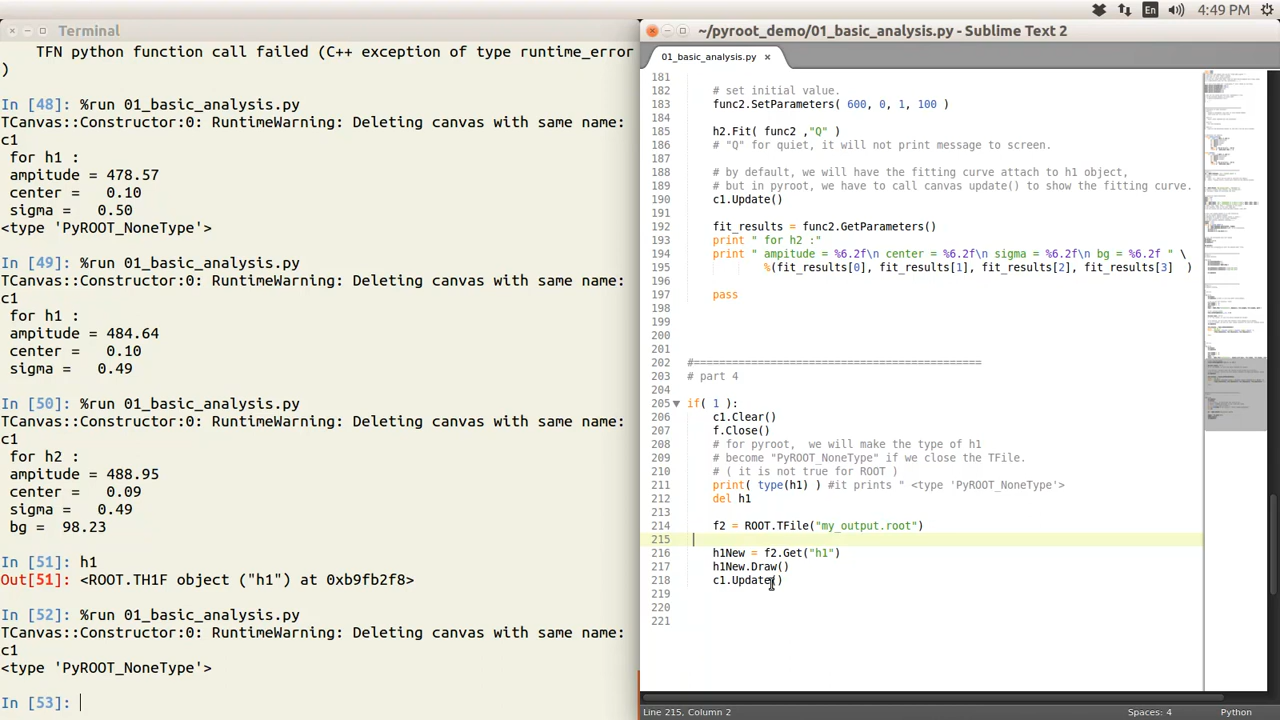 En
4:49 PM
Terminal
    TFN python function call failed (C++ exception of type runtime_error
)
In [48]: %run 01_basic_analysis.py
TCanvas::Constructor:0: RuntimeWarning: Deleting canvas with same name:
c1
 for h1 :
 ampitude = 478.57
 center =   0.10
 sigma =   0.50
<type 'PyROOT_NoneType'>
In [49]: %run 01_basic_analysis.py
TCanvas::Constructor:0: RuntimeWarning: Deleting canvas with same name:
c1
 for h1 :
 ampitude = 484.64
 center =   0.10
 sigma =   0.49
In [50]: %run 01_basic_analysis.py
TCanvas::Constructor:0: RuntimeWarning: Deleting canvas with same name:
c1
 for h2 :
 ampitude = 488.95
 center =   0.09
 sigma =   0.49
 bg =  98.23
In [51]: h1
Out[51]: <ROOT.TH1F object ("h1") at 0xb9fb2f8>
In [52]: %run 01_basic_analysis.py
TCanvas::Constructor:0: RuntimeWarning: Deleting canvas with same name:
c1
<type 'PyROOT_NoneType'>
In [53]:
~/pyroot_demo/01_basic_analysis.py - Sublime Text 2
01_basic_analysis.py ×
181
182     # set initial value.
183     func2.SetParameters( 600, 0, 1, 100 )
184
185     h2.Fit( func2 ,"Q" )
186     # "Q" for quiet, it will not print message to screen.
187
188     # by default, we will have the fitting-curve attach to h1 object,
189     # but in pyroot, we have to call canvas update() to show the fitting curve.
190     c1.Update()
191
192     fit_results = func2.GetParameters()
193     print " for h2 :"
194     print " ampitude = %6.2f\n center = %6.2f\n sigma = %6.2f\n bg = %6.2f " \
195             %(fit_results[0], fit_results[1], fit_results[2], fit_results[3]  )
196
197     pass
198
199
200
201
202 #==============================================
203 # part 4
204
205 if( 1 ):
206     c1.Clear()
207     f.Close()
208     # for pyroot,  we will make the type of h1
209     # become "PyROOT_NoneType" if we close the TFile.
210     # ( it is not true for ROOT )
211     print( type(h1) ) #it prints " <type 'PyROOT_NoneType'>
212     del h1
213
214     f2 = ROOT.TFile("my_output.root")
215
216     h1New = f2.Get("h1")
217     h1New.Draw()
218     c1.Update()
219
220
221
Line 215, Column 2
Spaces: 4
Python